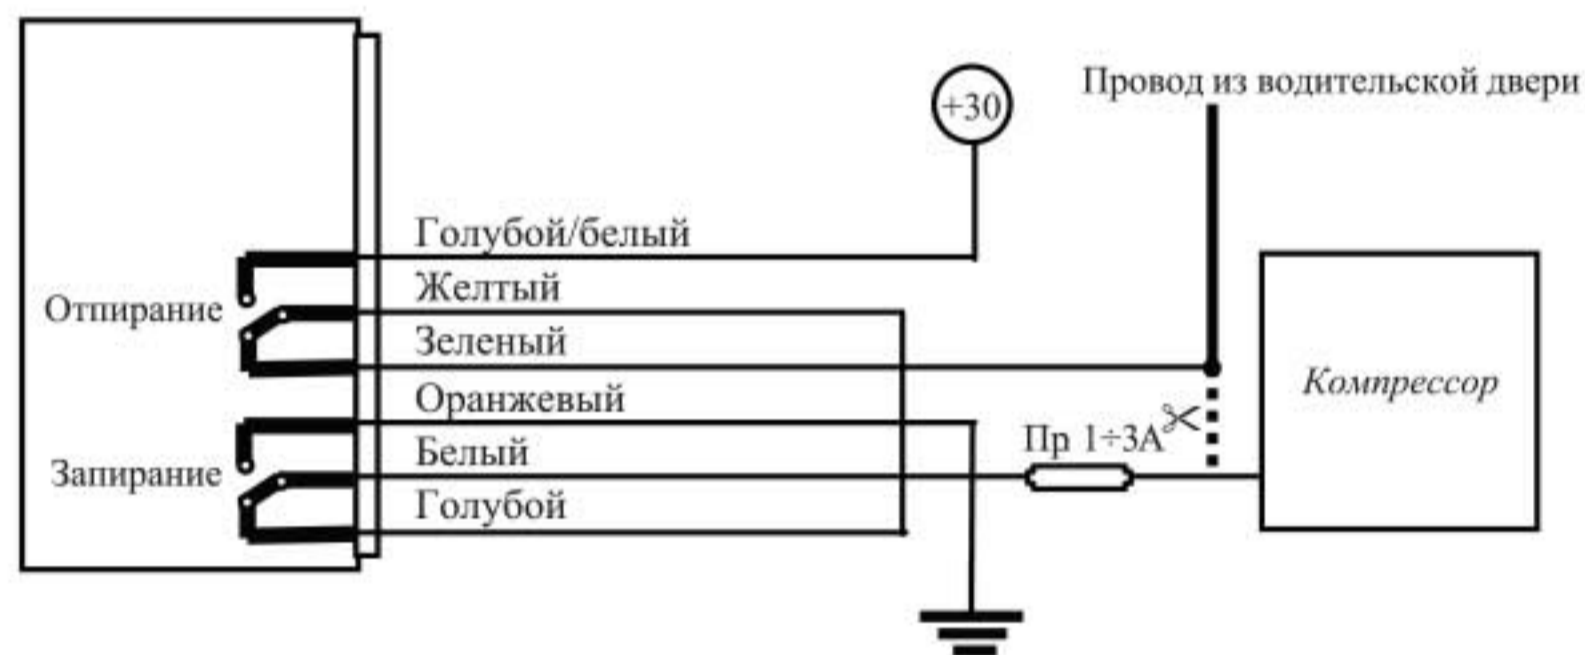 Провод из водительской двери
+30
Голубой/белый
Желтый
Отпирание
Зеленый
Оранжевый
Компрессор
Пр 1÷3А
Белый
Запирание
Голубой